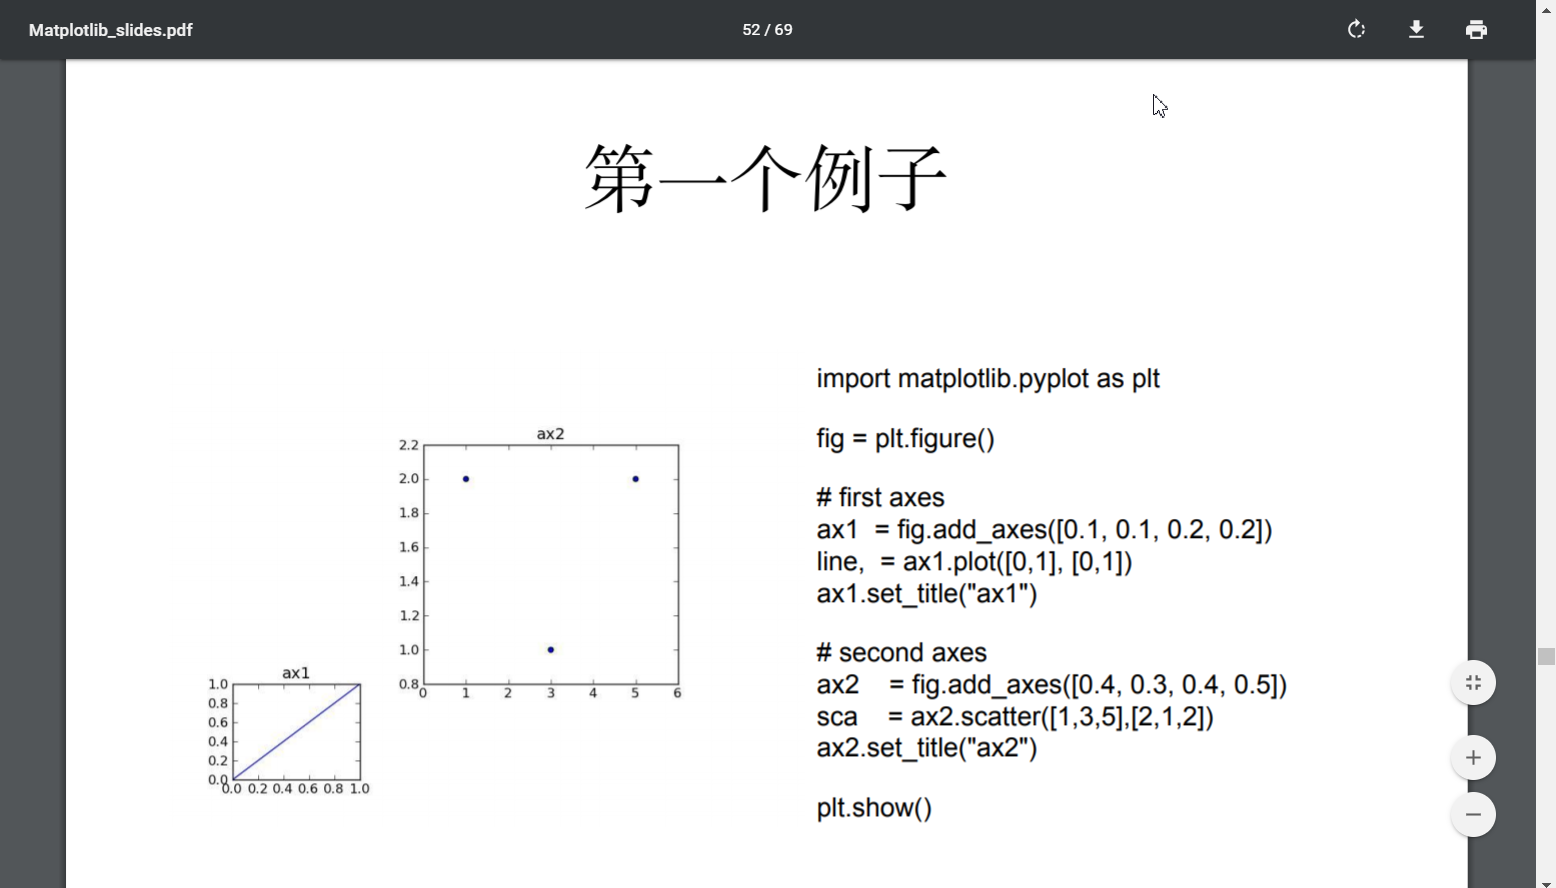 Matplotlib_slides.pdf
52 / 69
第一个例子
import matplotlib.pyplot as plt
fig = plt.figure()
# first axes
ax1 = fig.add_axes([0.1, 0.1, 0.2, 0.2])
line, = ax1.plot([0,1], [0,1])
ax1.set_title("ax1")
# second axes
ax2 = fig.add_axes([0.4, 0.3, 0.4, 0.5])
sca = ax2.scatter([1,3,5],[2,1,2])
ax2.set_title("ax2")
plt.show()
ax2
2.2
2.0
1.8
1.6
1.4
1.2
1.0
0.8
0 1 2 3 4 5 6
ax1
1.0
0.8
0.6
0.4
0.2
0.0
0.0 0.2 0.4 0.6 0.8 1.0